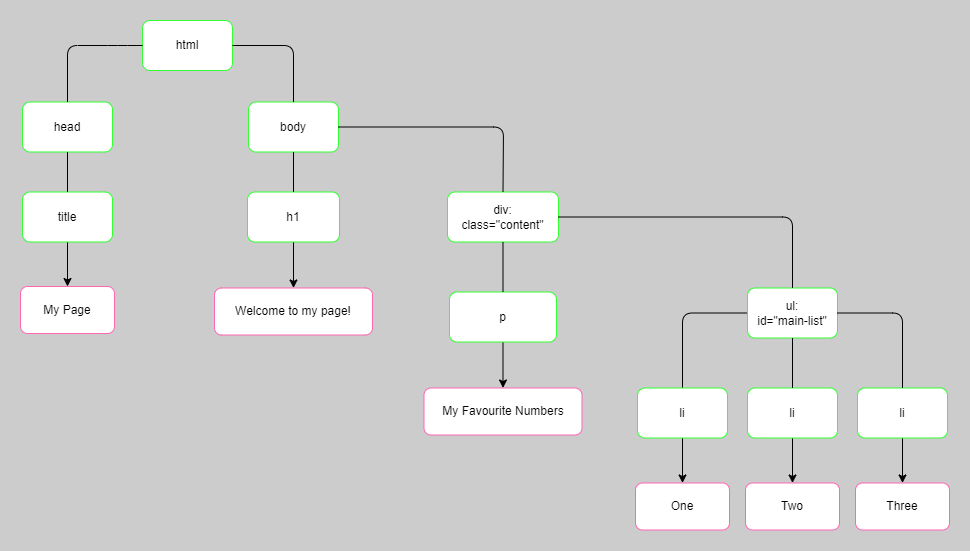 html
head
body
title
h1
div:
class="content"
My Page
Welcome to my page!
p
ul:
id="main-list"
My Favourite Numbers
li
li
li
One
Two
Three